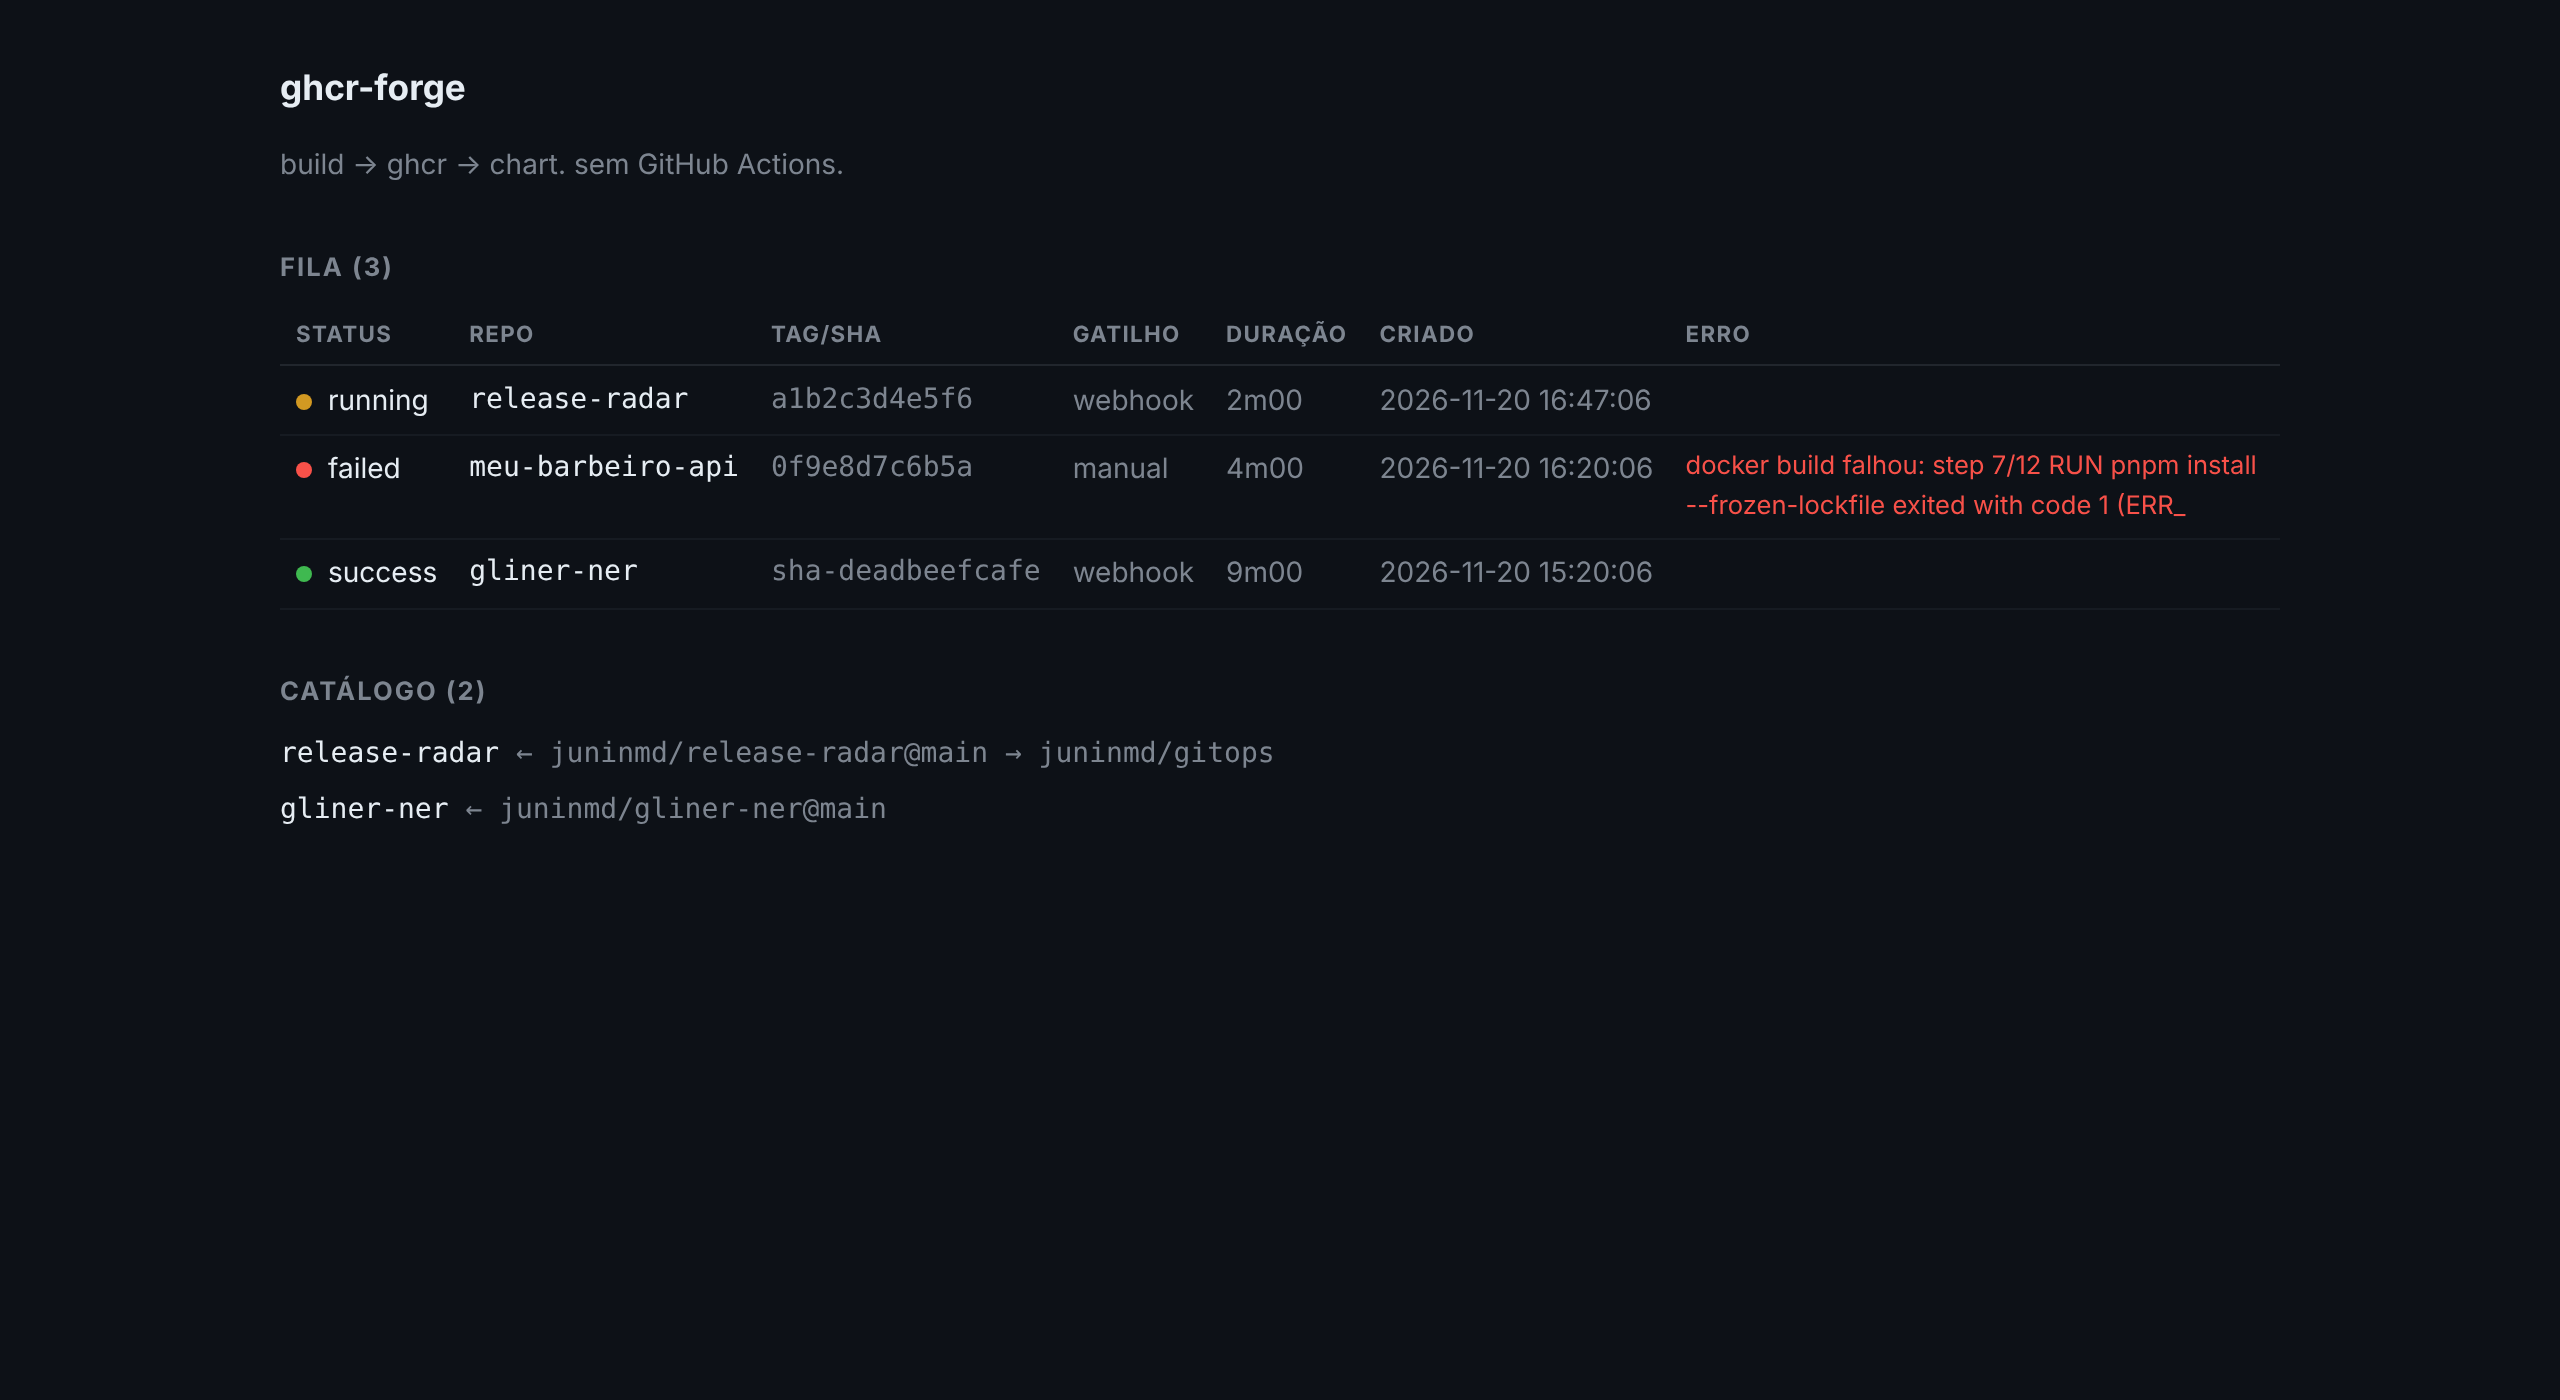 ghcr-forge
build → ghcr → chart. sem GitHub Actions.
FILA (3)
STATUS REPO TAG/SHA GATILHO DURAÇÃO CRIADO ERRO
running release-radar a1b2c3d4e5f6 webhook 2m00 2026-11-20 16:47:06
failed meu-barbeiro-api 0f9e8d7c6b5a manual 4m00 2026-11-20 16:20:06 docker build falhou: step 7/12 RUN pnpm install
--frozen-lockfile exited with code 1 (ERR_
success gliner-ner sha-deadbeefcafe webhook 9m00 2026-11-20 15:20:06
CATÁLOGO (2)
release-radar ← juninmd/release-radar@main → juninmd/gitops
gliner-ner ← juninmd/gliner-ner@main